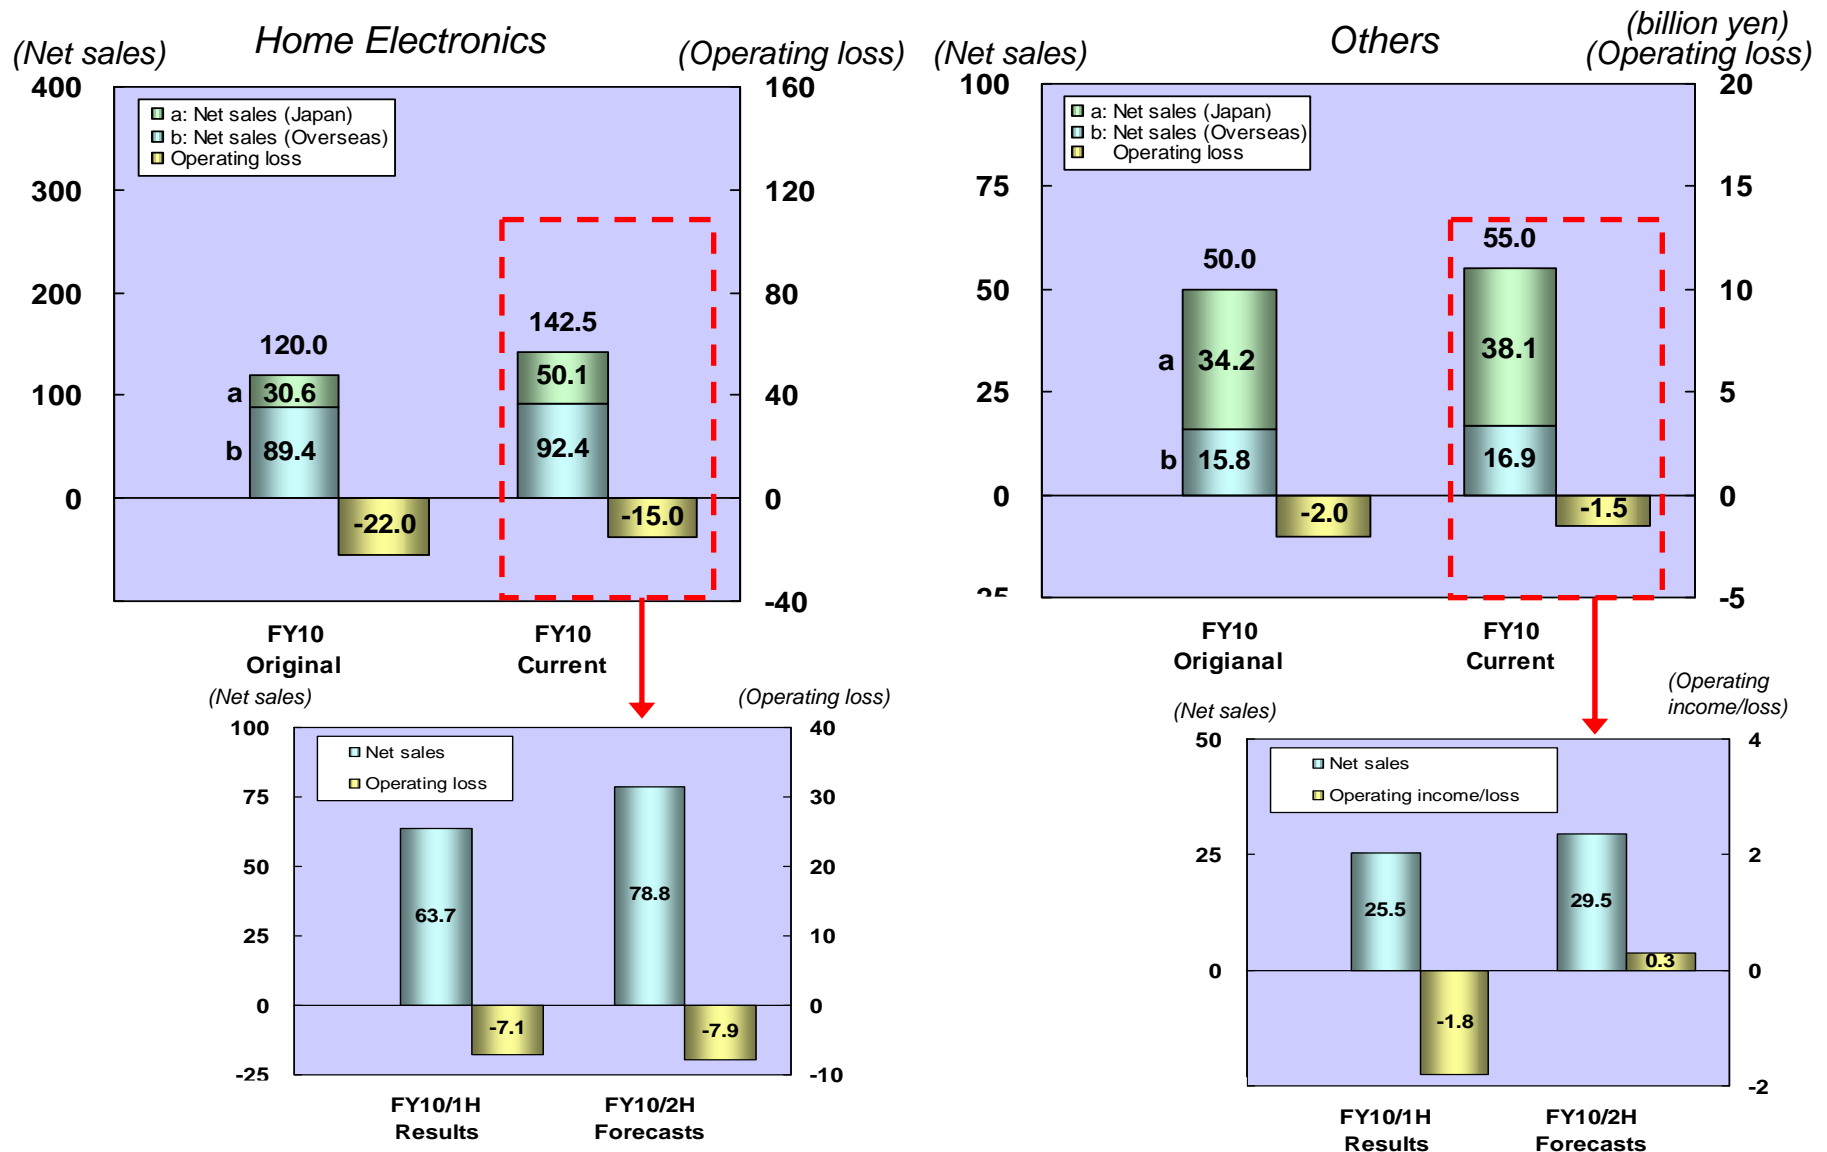 Home Electronics
(Net sales)
(Operating loss)
400
300
200
100
0
160
120
80
40
0
-40
a: Net sales (Japan)
b: Net sales (Overseas)
Operating loss
120.0
a 30.6
b 89.4
-22.0
142.5
50.1
92.4
-15.0
FY10
Original
FY10
Current
Others
(billion yen)
(Net sales)
(Operating loss)
100
75
50
25
0
25
20
15
10
5
0
-5
a: Net sales (Japan)
b: Net sales (Overseas)
Operating loss
50.0
a 34.2
b 15.8
-2.0
55.0
38.1
16.9
-1.5
FY10
Origianal
FY10
Current
(Net sales)
(Operating loss)
100
75
50
25
0
-25
40
30
20
10
0
-10
Net sales
Operating loss
63.7
-7.1
78.8
-7.9
FY10/1H
Results
FY10/2H
Forecasts
(Net sales)
(Operating
income/loss)
50
25
0
4
2
0
-2
Net sales
Operating income/loss
25.5
-1.8
29.5
0.3
FY10/1H
Results
FY10/2H
Forecasts